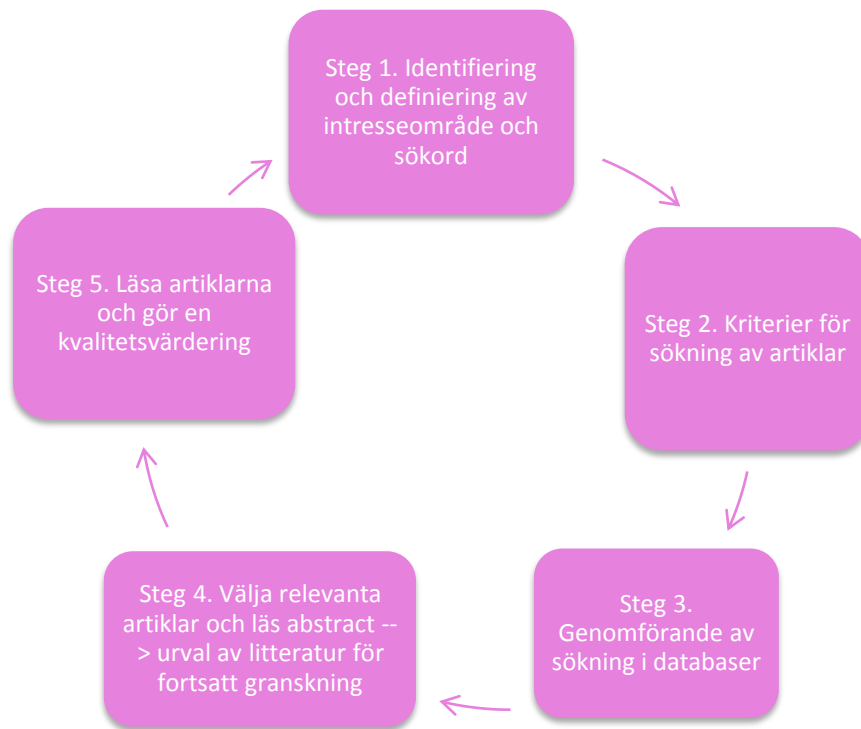 Steg 1. Identifiering
och definiering av
intresseområde och
sökord
Steg 2. Kriterier för
sökning av artiklar
Steg 3.
Genomförande av
sökning i databaser
Steg 4. Välja relevanta
artiklar och läs abstract --
> urval av litteratur för
fortsatt granskning
Steg 5. Läsa artiklarna
och gör en
kvalitetsvärdering